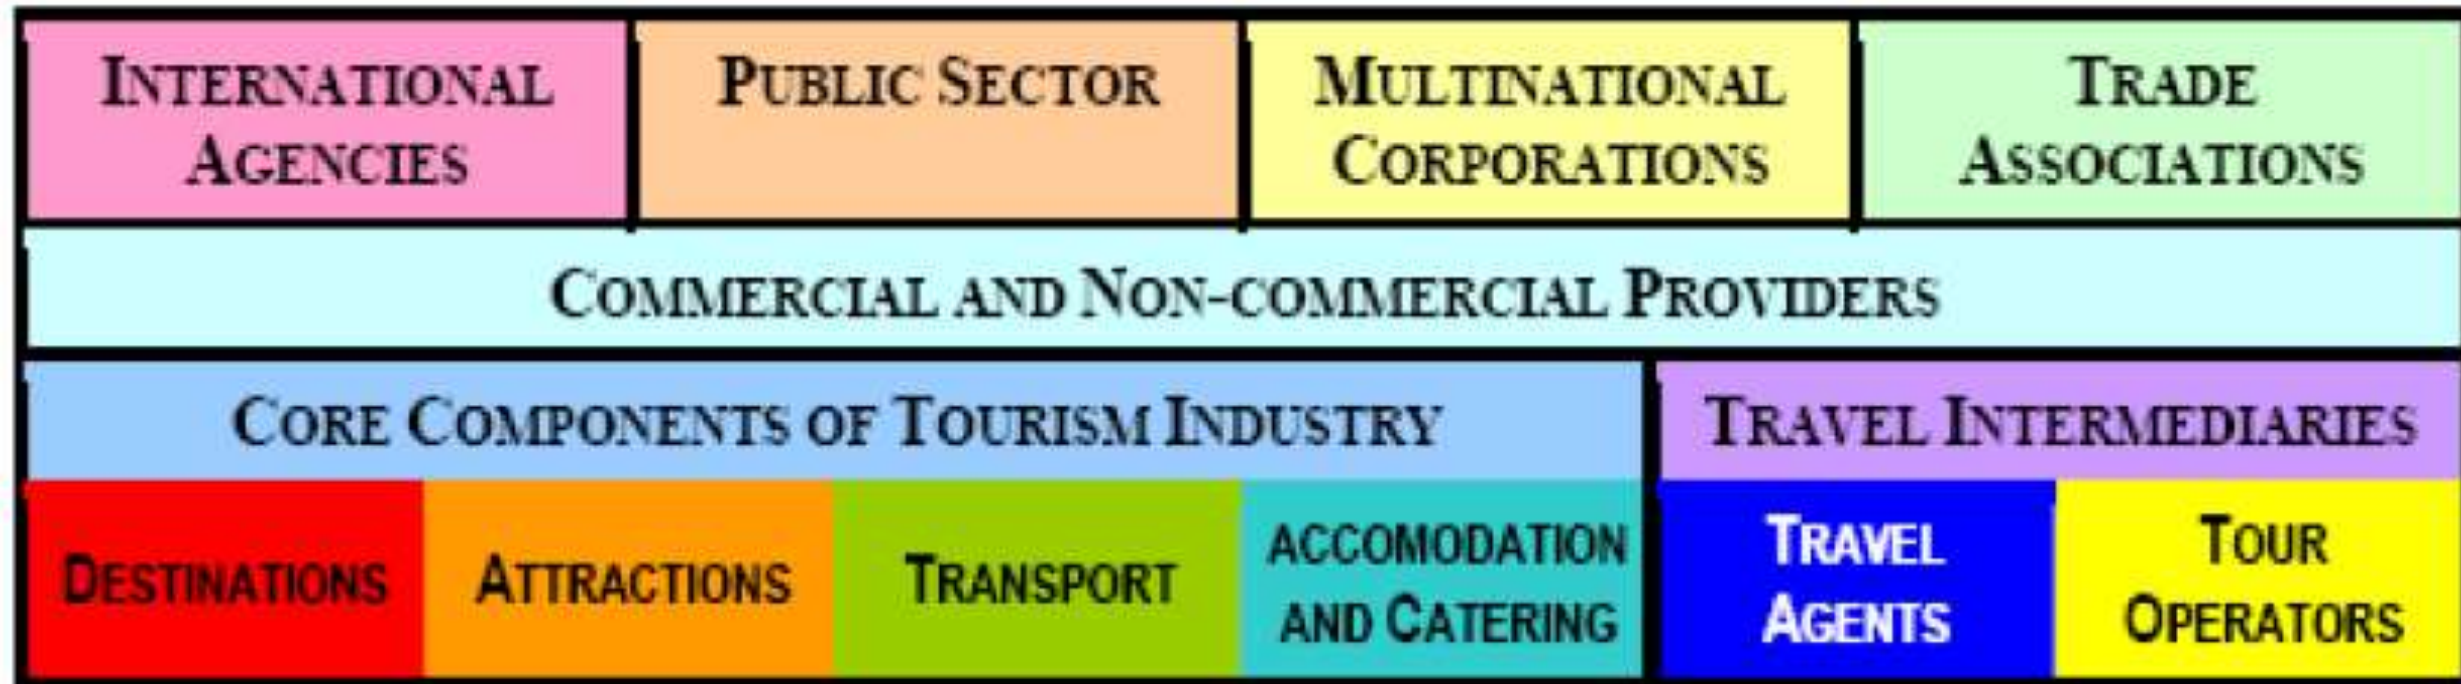 INTERNATIONAL
AGENCIES
PUBLIC SECTOR
MULTINATIONAL
CORPORATIONS
TRADE
ASSOCIATIONS
COMMERCIAL AND NON-COMMERCIAL PROVIDERS
CORE COMPONENTS OF TOURISM INDUSTRY
TRAVEL INTERMEDIARIES
DESTINATIONS
ATTRACTIONS
TRANSPORT
ACCOMODATION
AND CATERING
TRAVEL
AGENTS
TOUR
OPERATORS